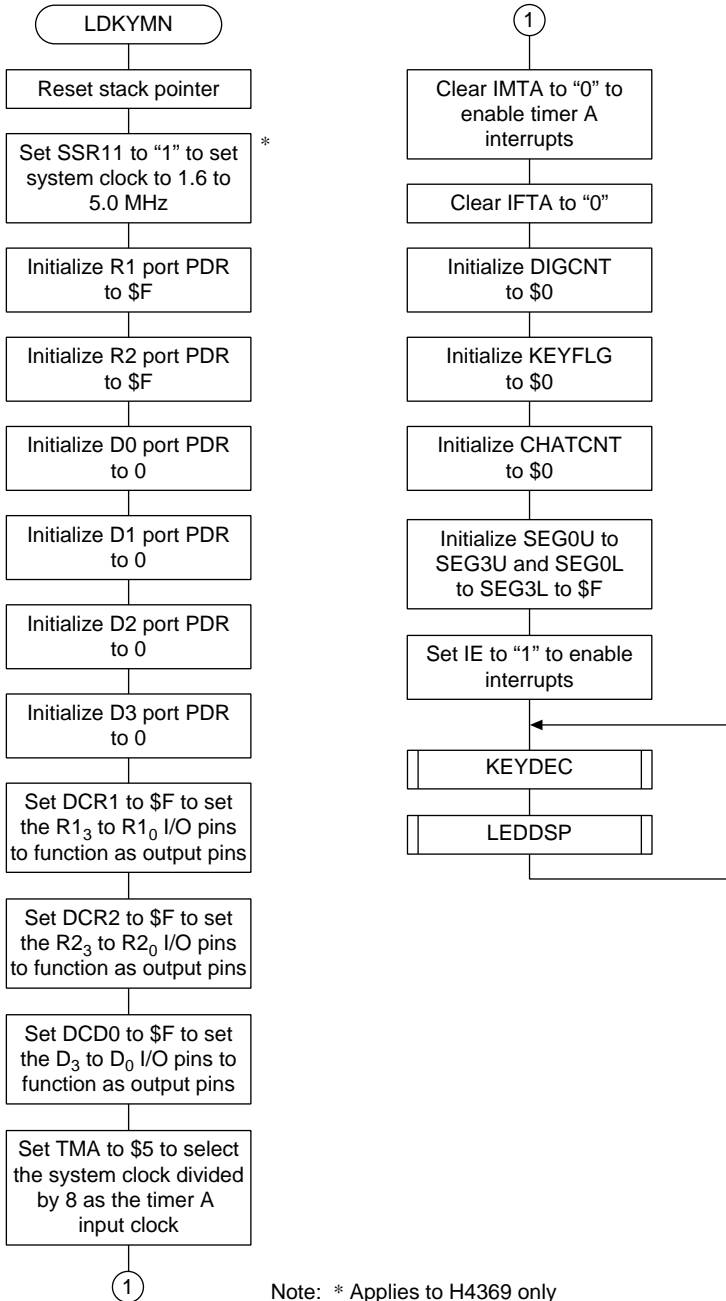 LDKYMN
Reset stack pointer
Set SSR11 to “1” to set
system clock to 1.6 to
5.0 MHz
*
Initialize R1 port PDR
to $F
Initialize R2 port PDR
to $F
Initialize D0 port PDR
to 0
Initialize D1 port PDR
to 0
Initialize D2 port PDR
to 0
Initialize D3 port PDR
to 0
Set DCR1 to $F to set
the R1₃ to R1₀ I/O pins
to function as output pins
Set DCR2 to $F to set
the R2₃ to R2₀ I/O pins
to function as output pins
Set DCD0 to $F to set
the D₃ to D₀ I/O pins to
function as output pins
Set TMA to $5 to select
the system clock divided
by 8 as the timer A
input clock
1
1
Clear IMTA to “0” to
enable timer A
interrupts
Clear IFTA to “0”
Initialize DIGCNT
to $0
Initialize KEYFLG
to $0
Initialize CHATCNT
to $0
Initialize SEG0U to
SEG3U and SEG0L
to SEG3L to $F
Set IE to “1” to enable
interrupts
KEYDEC
LEDDSP
Note: * Applies to H4369 only